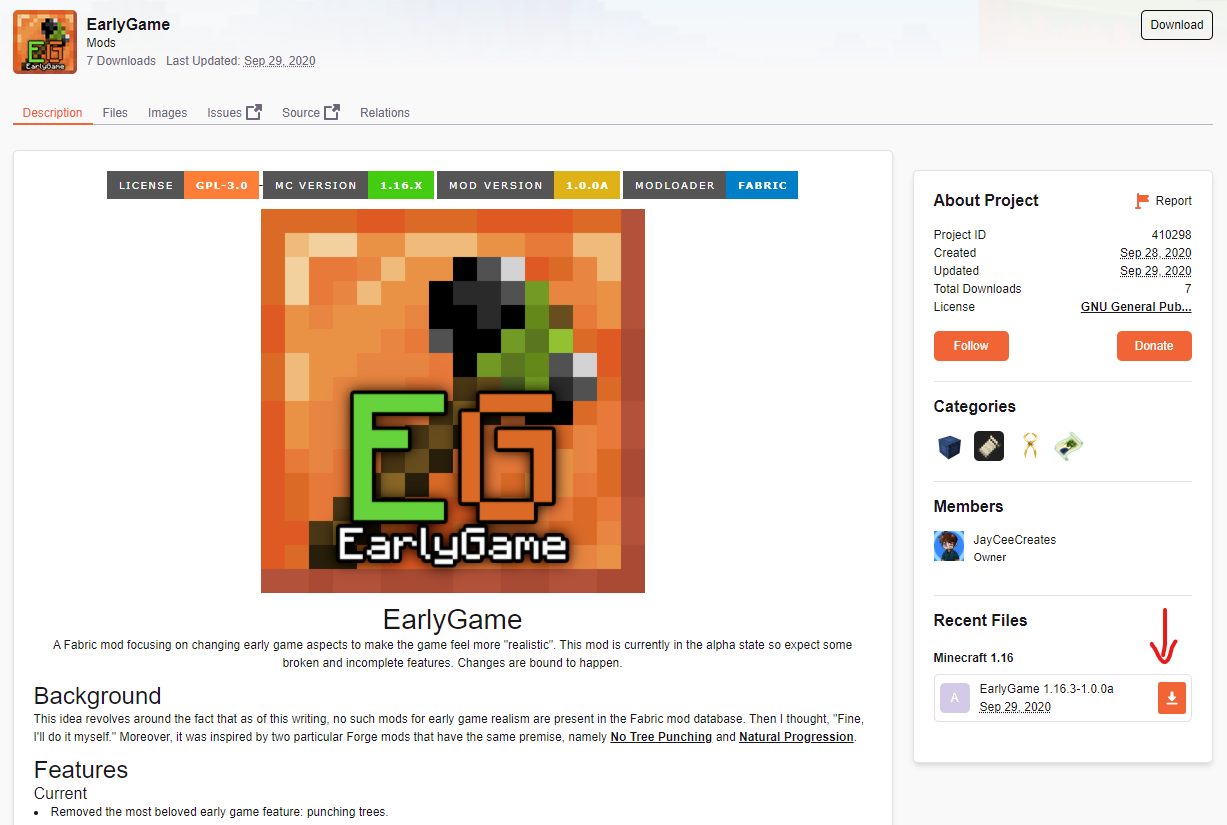 EarlyGame
Mods
7 Downloads Last Updated: Sep 29, 2020
Download
EG
EarlyGame
Description Files Images Issues Source Relations
LICENSE GPL-3.0 MC VERSION 1.16.X MOD VERSION 1.0.0A MODLOADER FABRIC
EG
EarlyGame
EarlyGame
A Fabric mod focusing on changing early game aspects to make the game feel more "realistic". This mod is currently in the alpha state so expect some
broken and incomplete features. Changes are bound to happen.
Background
This idea revolves around the fact that as of this writing, no such mods for early game realism are present in the Fabric mod database. Then I thought, "Fine,
I'll do it myself." Moreover, it was inspired by two particular Forge mods that have the same premise, namely No Tree Punching and Natural Progression.
Features
Current
• Removed the most beloved early game feature: punching trees.
About Project
Report
Project ID 410298
Created Sep 28, 2020
Updated Sep 29, 2020
Total Downloads 7
License GNU General Pub...
Follow Donate
Categories
Members
JayCeeCreates
Owner
Recent Files
Minecraft 1.16
A
EarlyGame 1.16.3-1.0.0a
Sep 29, 2020